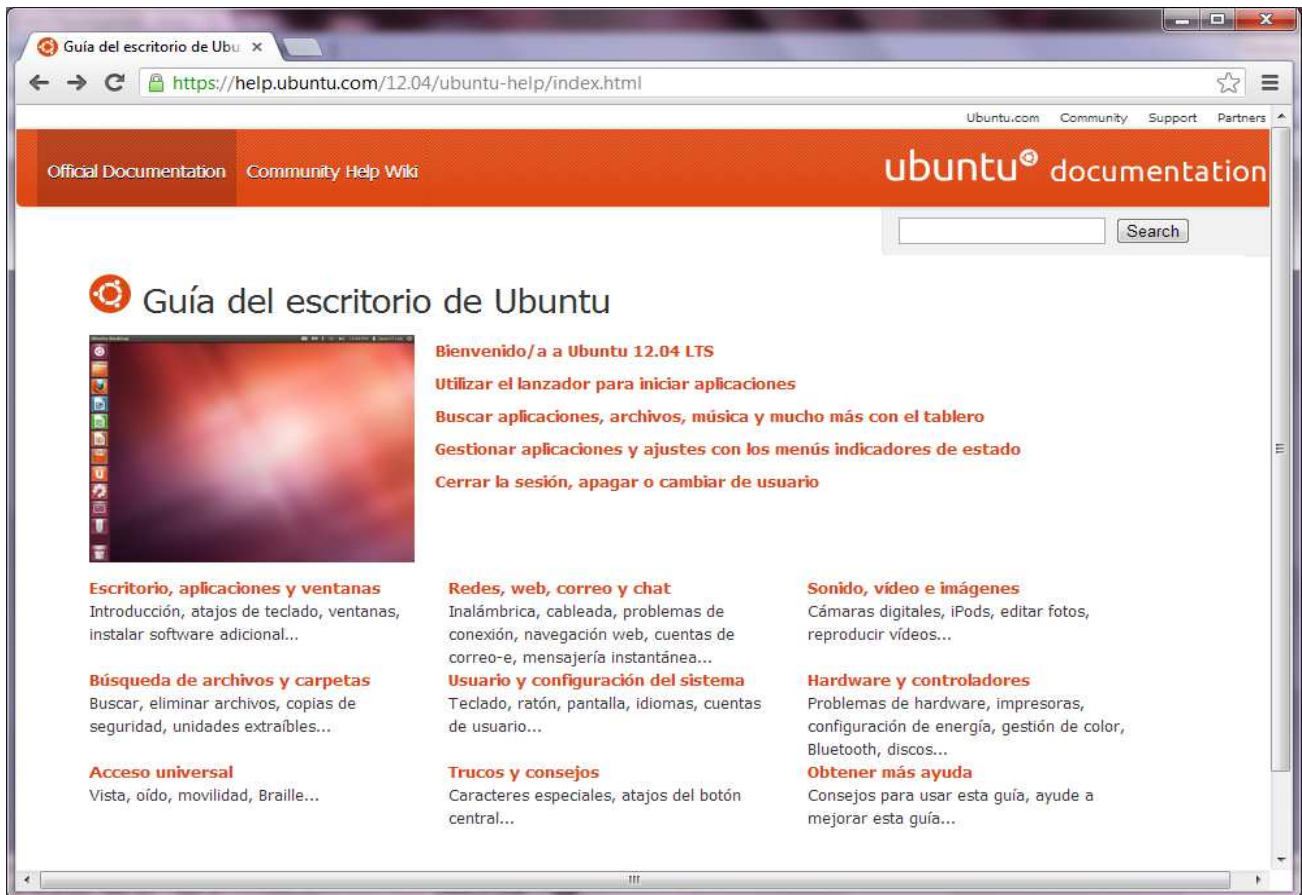 Guía del escritorio de Ubu
https://help.ubuntu.com/12.04/ubuntu-help/index.html
Ubuntu.com Community Support Partners
Official Documentation Community Help Wiki
ubuntu documentation
Search
Guía del escritorio de Ubuntu
Bienvenido/a a Ubuntu 12.04 LTS
Utilizar el lanzador para iniciar aplicaciones
Buscar aplicaciones, archivos, música y mucho más con el tablero
Gestionar aplicaciones y ajustes con los menús indicadores de estado
Cerrar la sesión, apagar o cambiar de usuario
Escritorio, aplicaciones y ventanas
Introducción, atajos de teclado, ventanas,
instalar software adicional...
Redes, web, correo y chat
Inalámbrica, cableada, problemas de
conexión, navegación web, cuentas de
correo-e, mensajería instantánea...
Sonido, vídeo e imágenes
Cámaras digitales, iPods, editar fotos,
reproducir vídeos...
Búsqueda de archivos y carpetas
Buscar, eliminar archivos, copias de
seguridad, unidades extraíbles...
Usuario y configuración del sistema
Teclado, ratón, pantalla, idiomas, cuentas
de usuario...
Hardware y controladores
Problemas de hardware, impresoras,
configuración de energía, gestión de color,
Bluetooth, discos...
Acceso universal
Vista, oído, movilidad, Braille...
Trucos y consejos
Caracteres especiales, atajos del botón
central...
Obtener más ayuda
Consejos para usar esta guía, ayude a
mejorar esta guía...